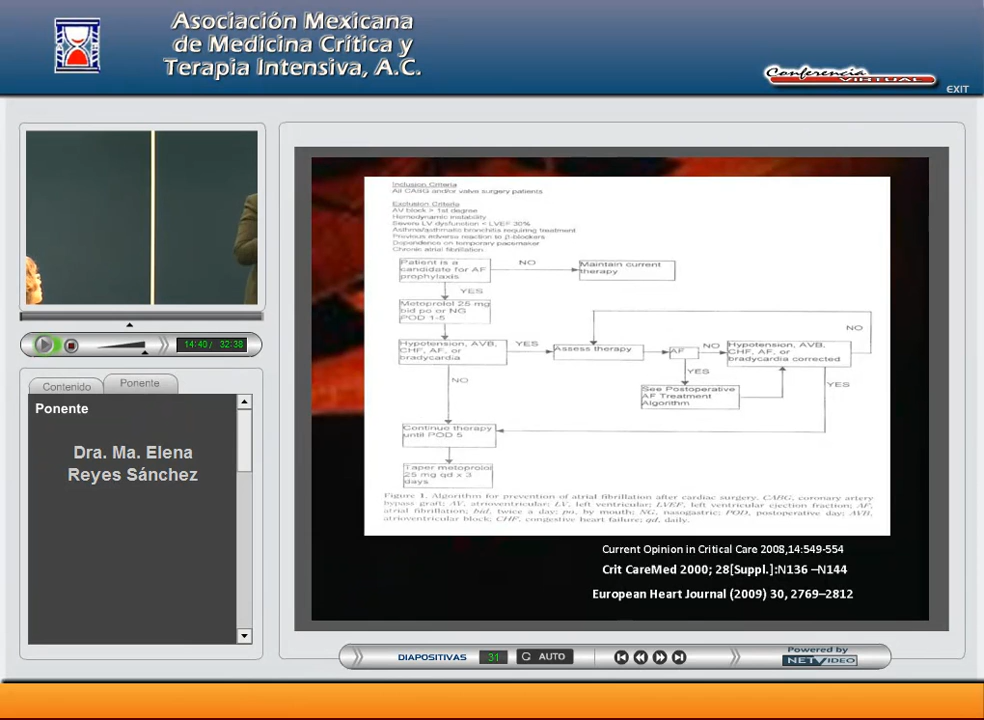 Asociación Mexicana
de Medicina Crítica y
Terapia Intensiva, A.C.
Conferencia
VIRTUAL
EXIT
14:40 / 32:38
Contenido
Ponente
Ponente
Dra. Ma. Elena
Reyes Sánchez
Inclusion Criteria
All CABG and/or valve surgery patients
Exclusion Criteria
AV block > 1st degree
Hemodynamic instability
Severe LV dysfunction < LVEF 30%
Asthma/asthmatic bronchitis requiring treatment
Previous adverse reaction to β-blockers
Dependence on temporary pacemaker
Chronic atrial fibrillation
Patient is a
candidate for AF
prophylaxis
NO
Maintain current
therapy
YES
Metoprolol 25 mg
bid po or NG
POD 1-5
Hypotension, AVB,
CHF, AF, or
bradycardia
YES
Assess therapy
AF
NO
Hypotension, AVB,
CHF, AF, or
bradycardia corrected
NO
YES
See Postoperative
AF Treatment
Algorithm
YES
NO
Continue therapy
until POD 5
Taper metoprolol
25 mg qd x 3
days
Figure 1. Algorithm for prevention of atrial fibrillation after cardiac surgery. CABG, coronary artery
bypass graft; AV, atrioventricular; LV, left ventricular; LVEF, left ventricular ejection fraction; AF,
atrial fibrillation; bid, twice a day; po, by mouth; NG, nasogastric; POD, postoperative day; AVB,
atrioventricular block; CHF, congestive heart failure; qd, daily.
Current Opinion in Critical Care 2008,14:549-554
Crit CareMed 2000; 28[Suppl.]:N136 –N144
European Heart Journal (2009) 30, 2769–2812
DIAPOSITIVAS
31
AUTO
Powered by
NETVIDEO